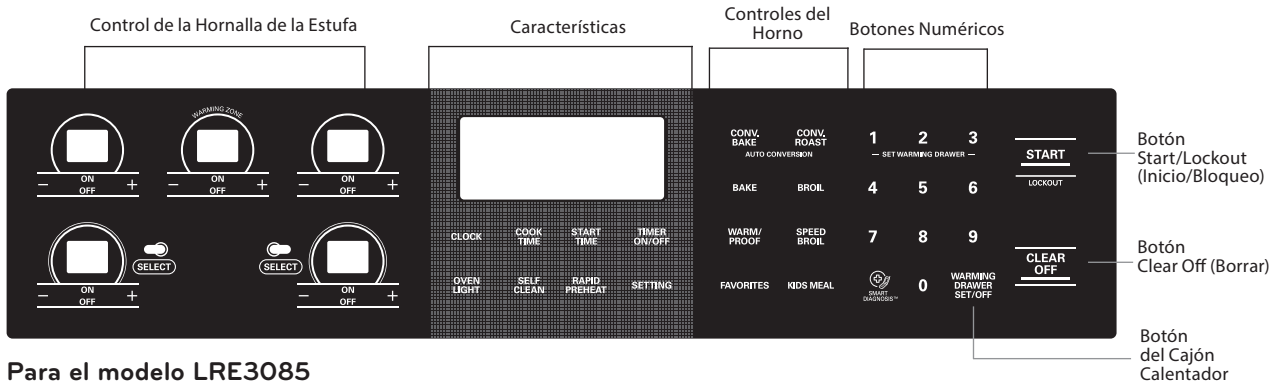 Control de la Hornalla de la Estufa
Características
Controles del
Horno
Botones Numéricos
WARMING ZONE
ON
OFF
− +
ON
OFF
− +
ON
OFF
− +
SELECT
SELECT
ON
OFF
− +
ON
OFF
− +
CLOCK
COOK
TIME
START
TIME
TIMER
ON/OFF
OVEN
LIGHT
SELF
CLEAN
RAPID
PREHEAT
SETTING
CONV.
BAKE
CONV.
ROAST
AUTO CONVERSION
BAKE
BROIL
WARM/
PROOF
SPEED
BROIL
FAVORITES
KIDS MEAL
1 2 3
— SET WARMING DRAWER —
4 5 6
7 8 9
SMART
DIAGNOSIS™
0
WARMING
DRAWER
SET/OFF
START
LOCKOUT
CLEAR
OFF
Botón
Start/Lockout
(Inicio/Bloqueo)
Botón
Clear Off (Borrar)
Botón
del Cajón
Calentador
Para el modelo LRE3085